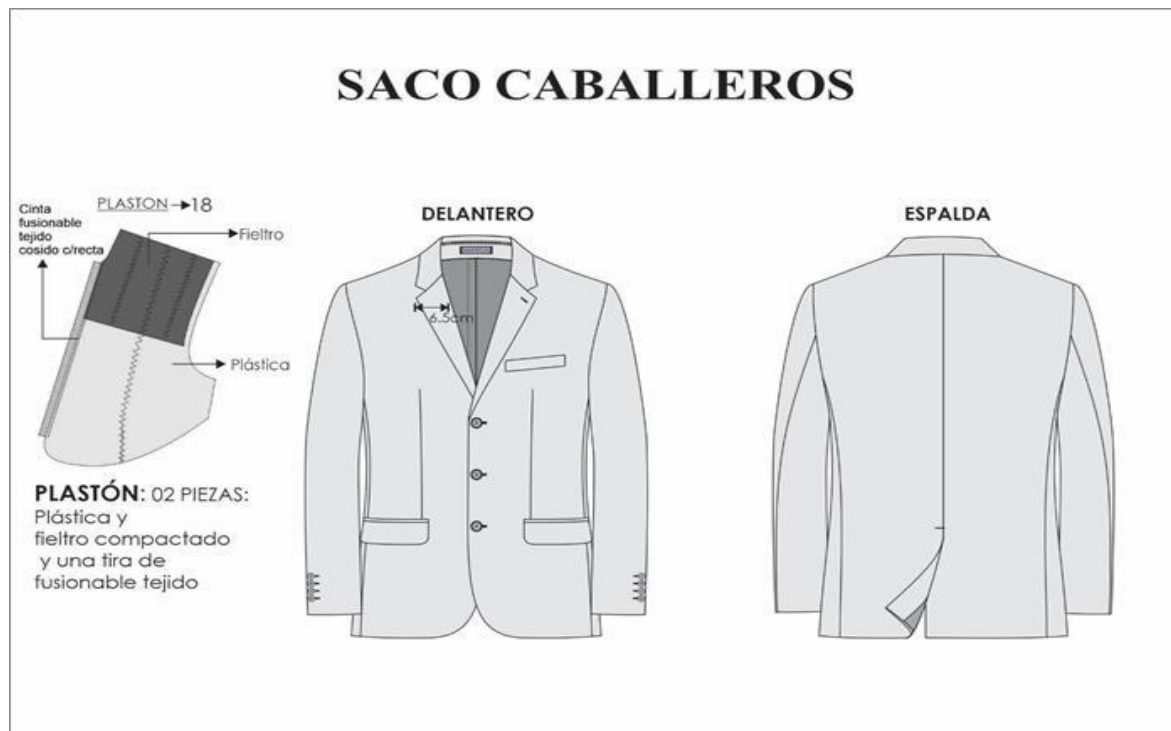 SACO CABALLEROS
Cinta
fusionable
tejido
cosido c/recta
PLASTON 18
Fieltro
Plástica
PLASTÓN: 02 PIEZAS:
Plástica y
fieltro compactado
y una tira de
fusionable tejido
DELANTERO
6.5cm
ESPALDA